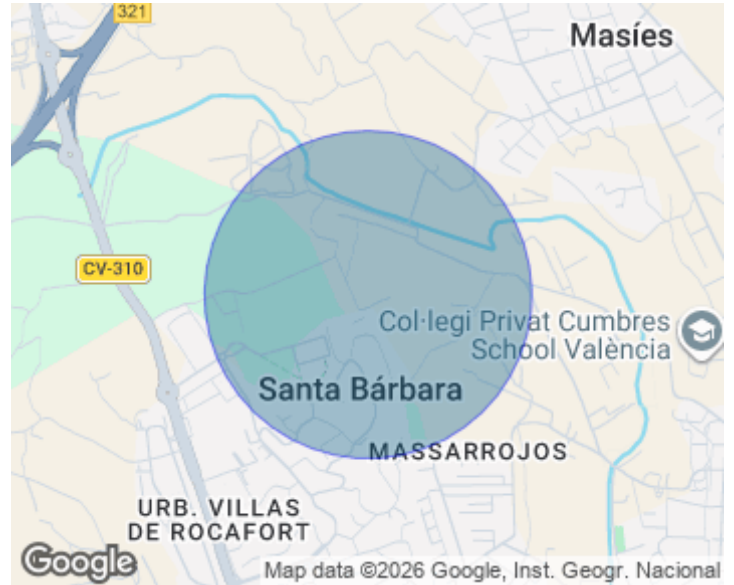 321
Masíes
CV-310
Col·legi Privat Cumbres
School València
Santa Bárbara
MASSARROJOS
URB. VILLAS
DE ROCAFORT
Google
Map data ©2026 Google, Inst. Geogr. Nacional